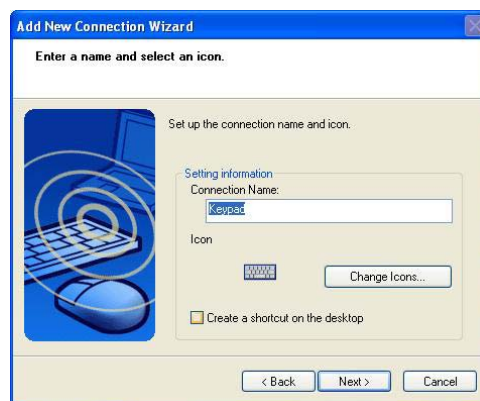 Add New Connection Wizard
Enter a name and select an icon.
Set up the connection name and icon.
Setting information
Connection Name:
Keypad
Icon
Change Icons...
Create a shortcut on the desktop
< Back
Next >
Cancel